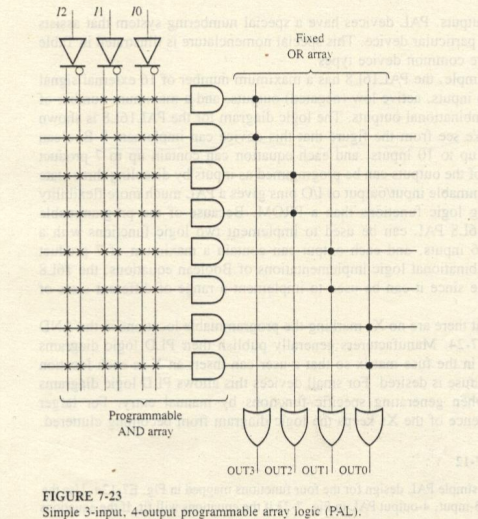 I2 I1 I0
Fixed
OR array
Programmable
AND array
OUT3 OUT2 OUT1 OUT0
FIGURE 7-23
Simple 3-input, 4-output programmable array logic (PAL).